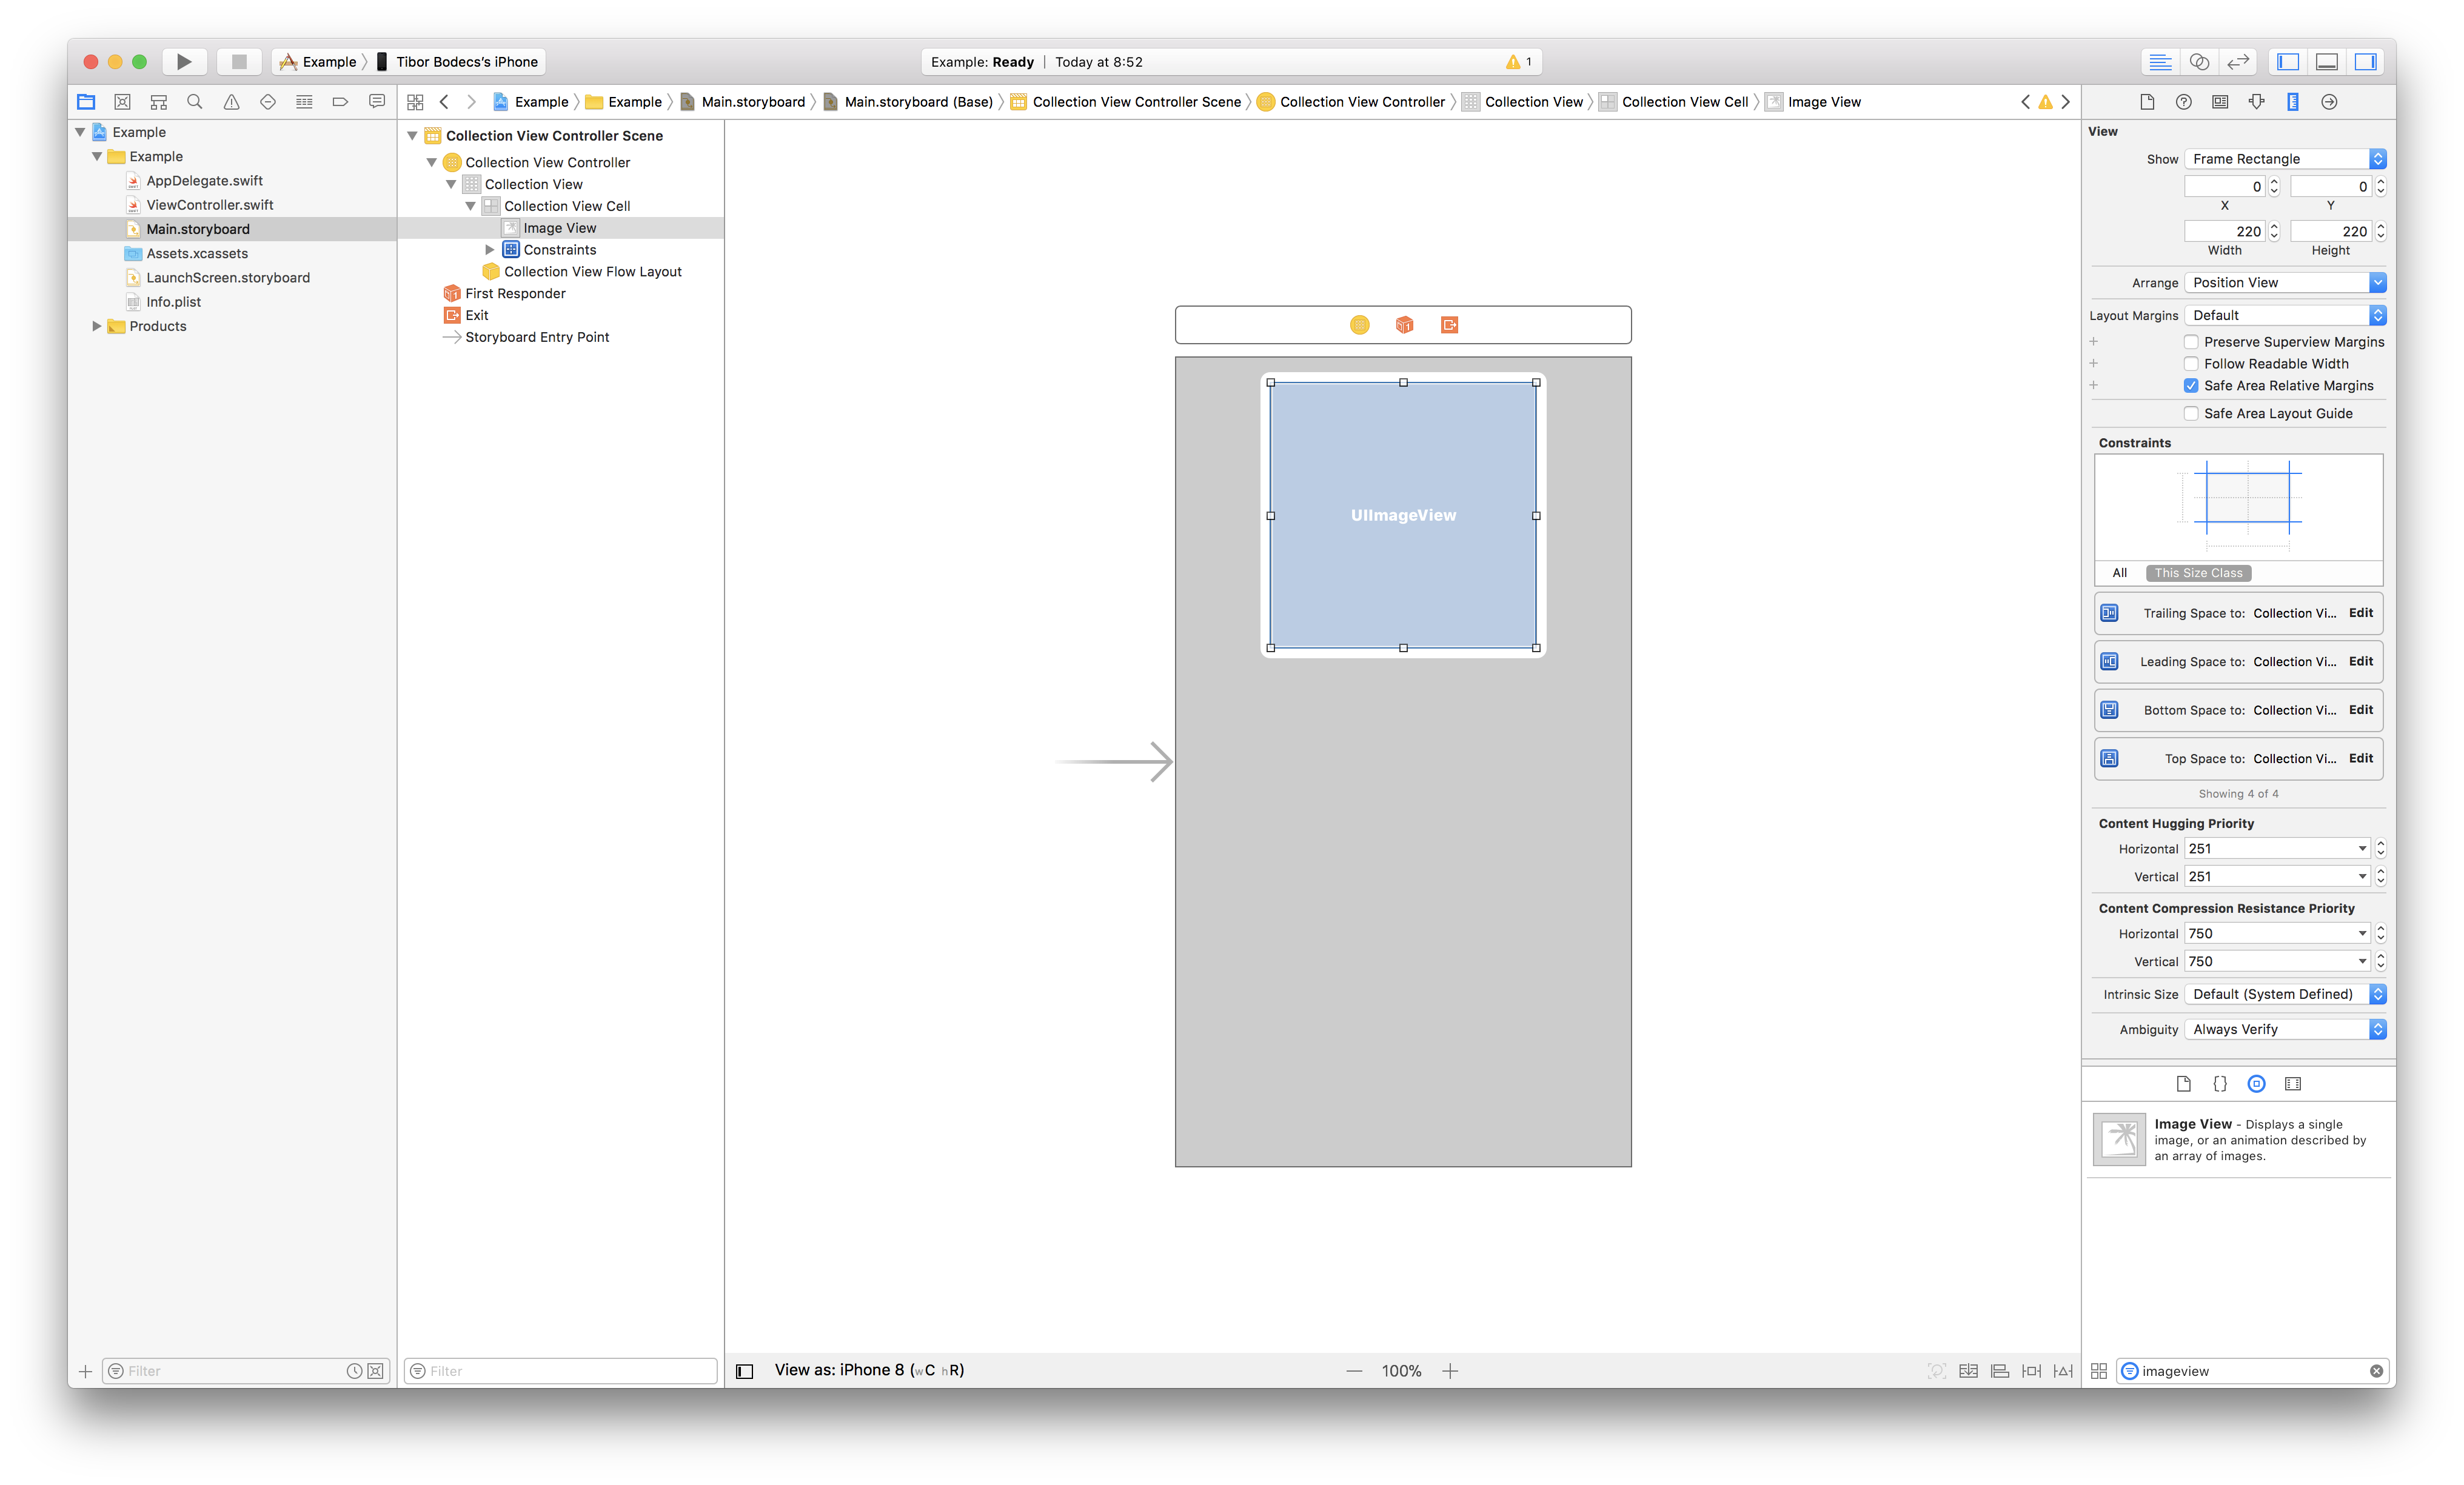 Example Tibor Bodecs's iPhone
Example: Ready | Today at 8:52
1
Example Example Main.storyboard Main.storyboard (Base) Collection View Controller Scene Collection View Controller Collection View Collection View Cell Image View
Example
Example
AppDelegate.swift
ViewController.swift
Main.storyboard
Assets.xcassets
LaunchScreen.storyboard
Info.plist
Products
Filter
Collection View Controller Scene
Collection View Controller
Collection View
Collection View Cell
Image View
Constraints
Collection View Flow Layout
First Responder
Exit
Storyboard Entry Point
Filter
UIImageView
View as: iPhone 8 (wC hR)
100%
View
Show Frame Rectangle
0 0
X Y
220 220
Width Height
Arrange Position View
Layout Margins Default
Preserve Superview Margins
Follow Readable Width
Safe Area Relative Margins
Safe Area Layout Guide
Constraints
All This Size Class
Trailing Space to: Collection Vi... Edit
Leading Space to: Collection Vi... Edit
Bottom Space to: Collection Vi... Edit
Top Space to: Collection Vi... Edit
Showing 4 of 4
Content Hugging Priority
Horizontal 251
Vertical 251
Content Compression Resistance Priority
Horizontal 750
Vertical 750
Intrinsic Size Default (System Defined)
Ambiguity Always Verify
Image View - Displays a single
image, or an animation described by
an array of images.
imageview